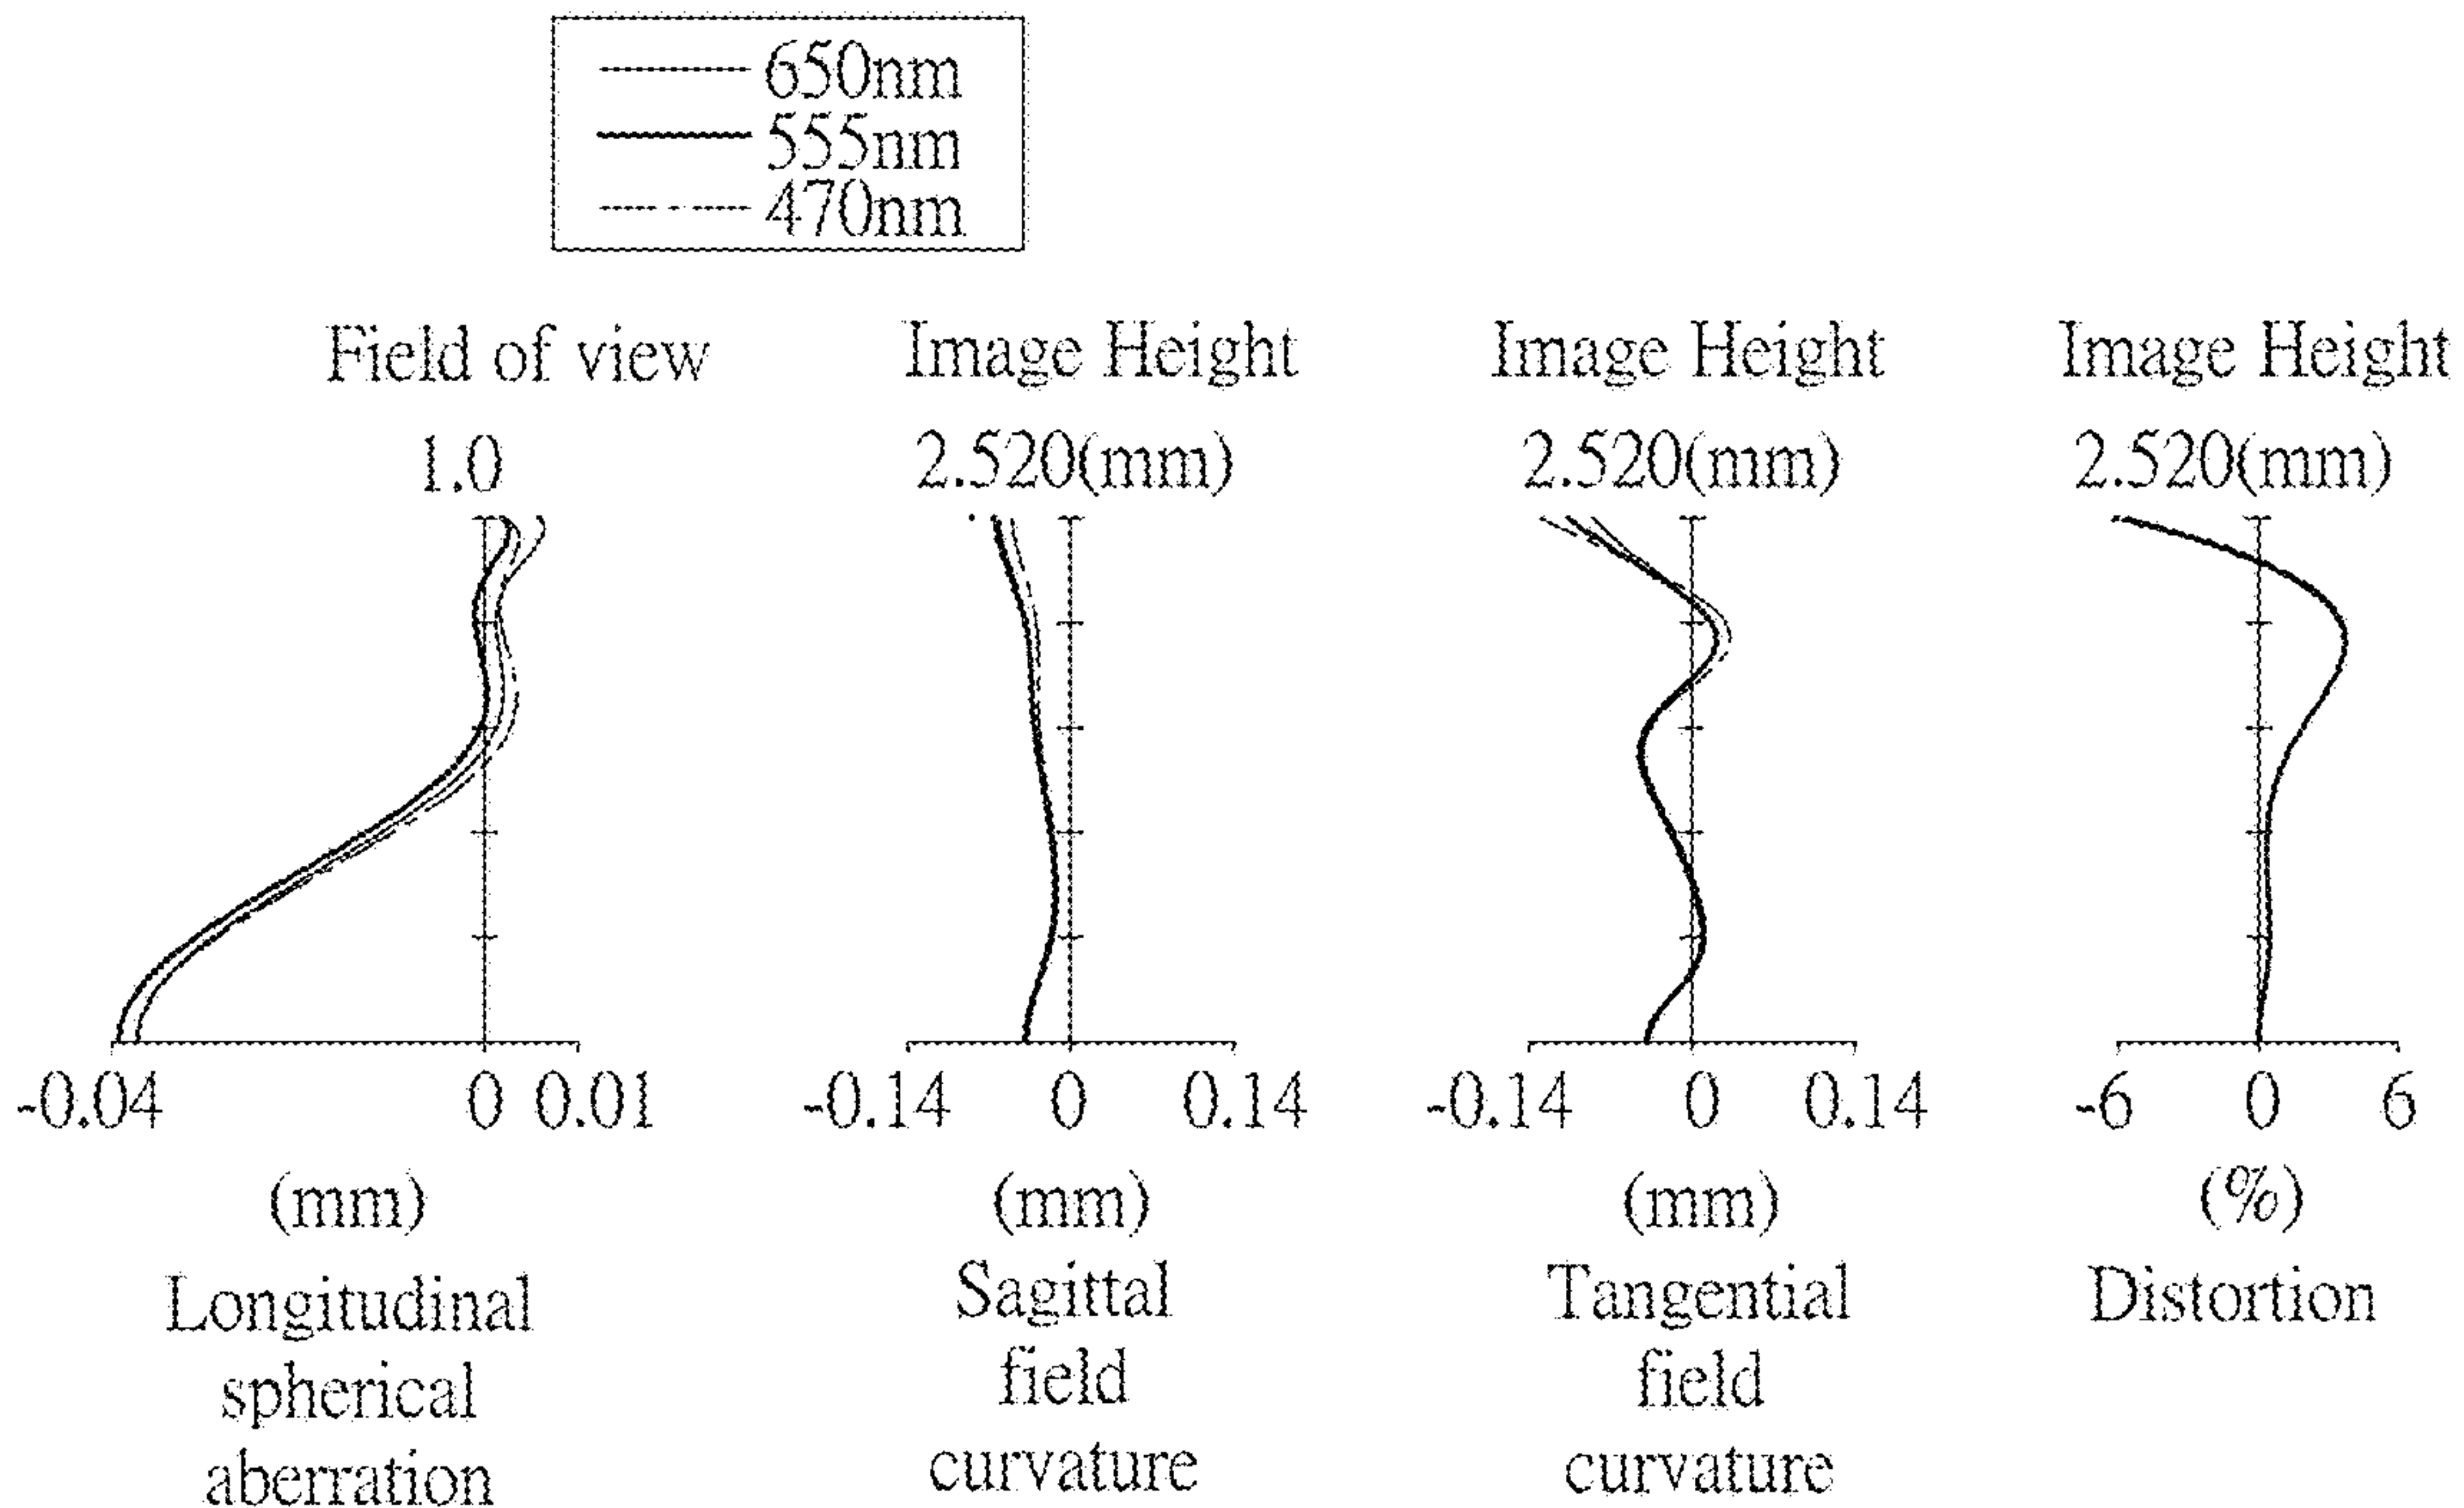 650nm
555nm
470nm
Field of view
1.0
-0.04 0 0.01
(mm)
Longitudinal
spherical
aberration
Image Height
2.520(mm)
-0.14 0 0.14
(mm)
Sagittal
field
curvature
Image Height
2.520(mm)
-0.14 0 0.14
(mm)
Tangential
field
curvature
Image Height
2.520(mm)
-6 0 6
(%)
Distortion